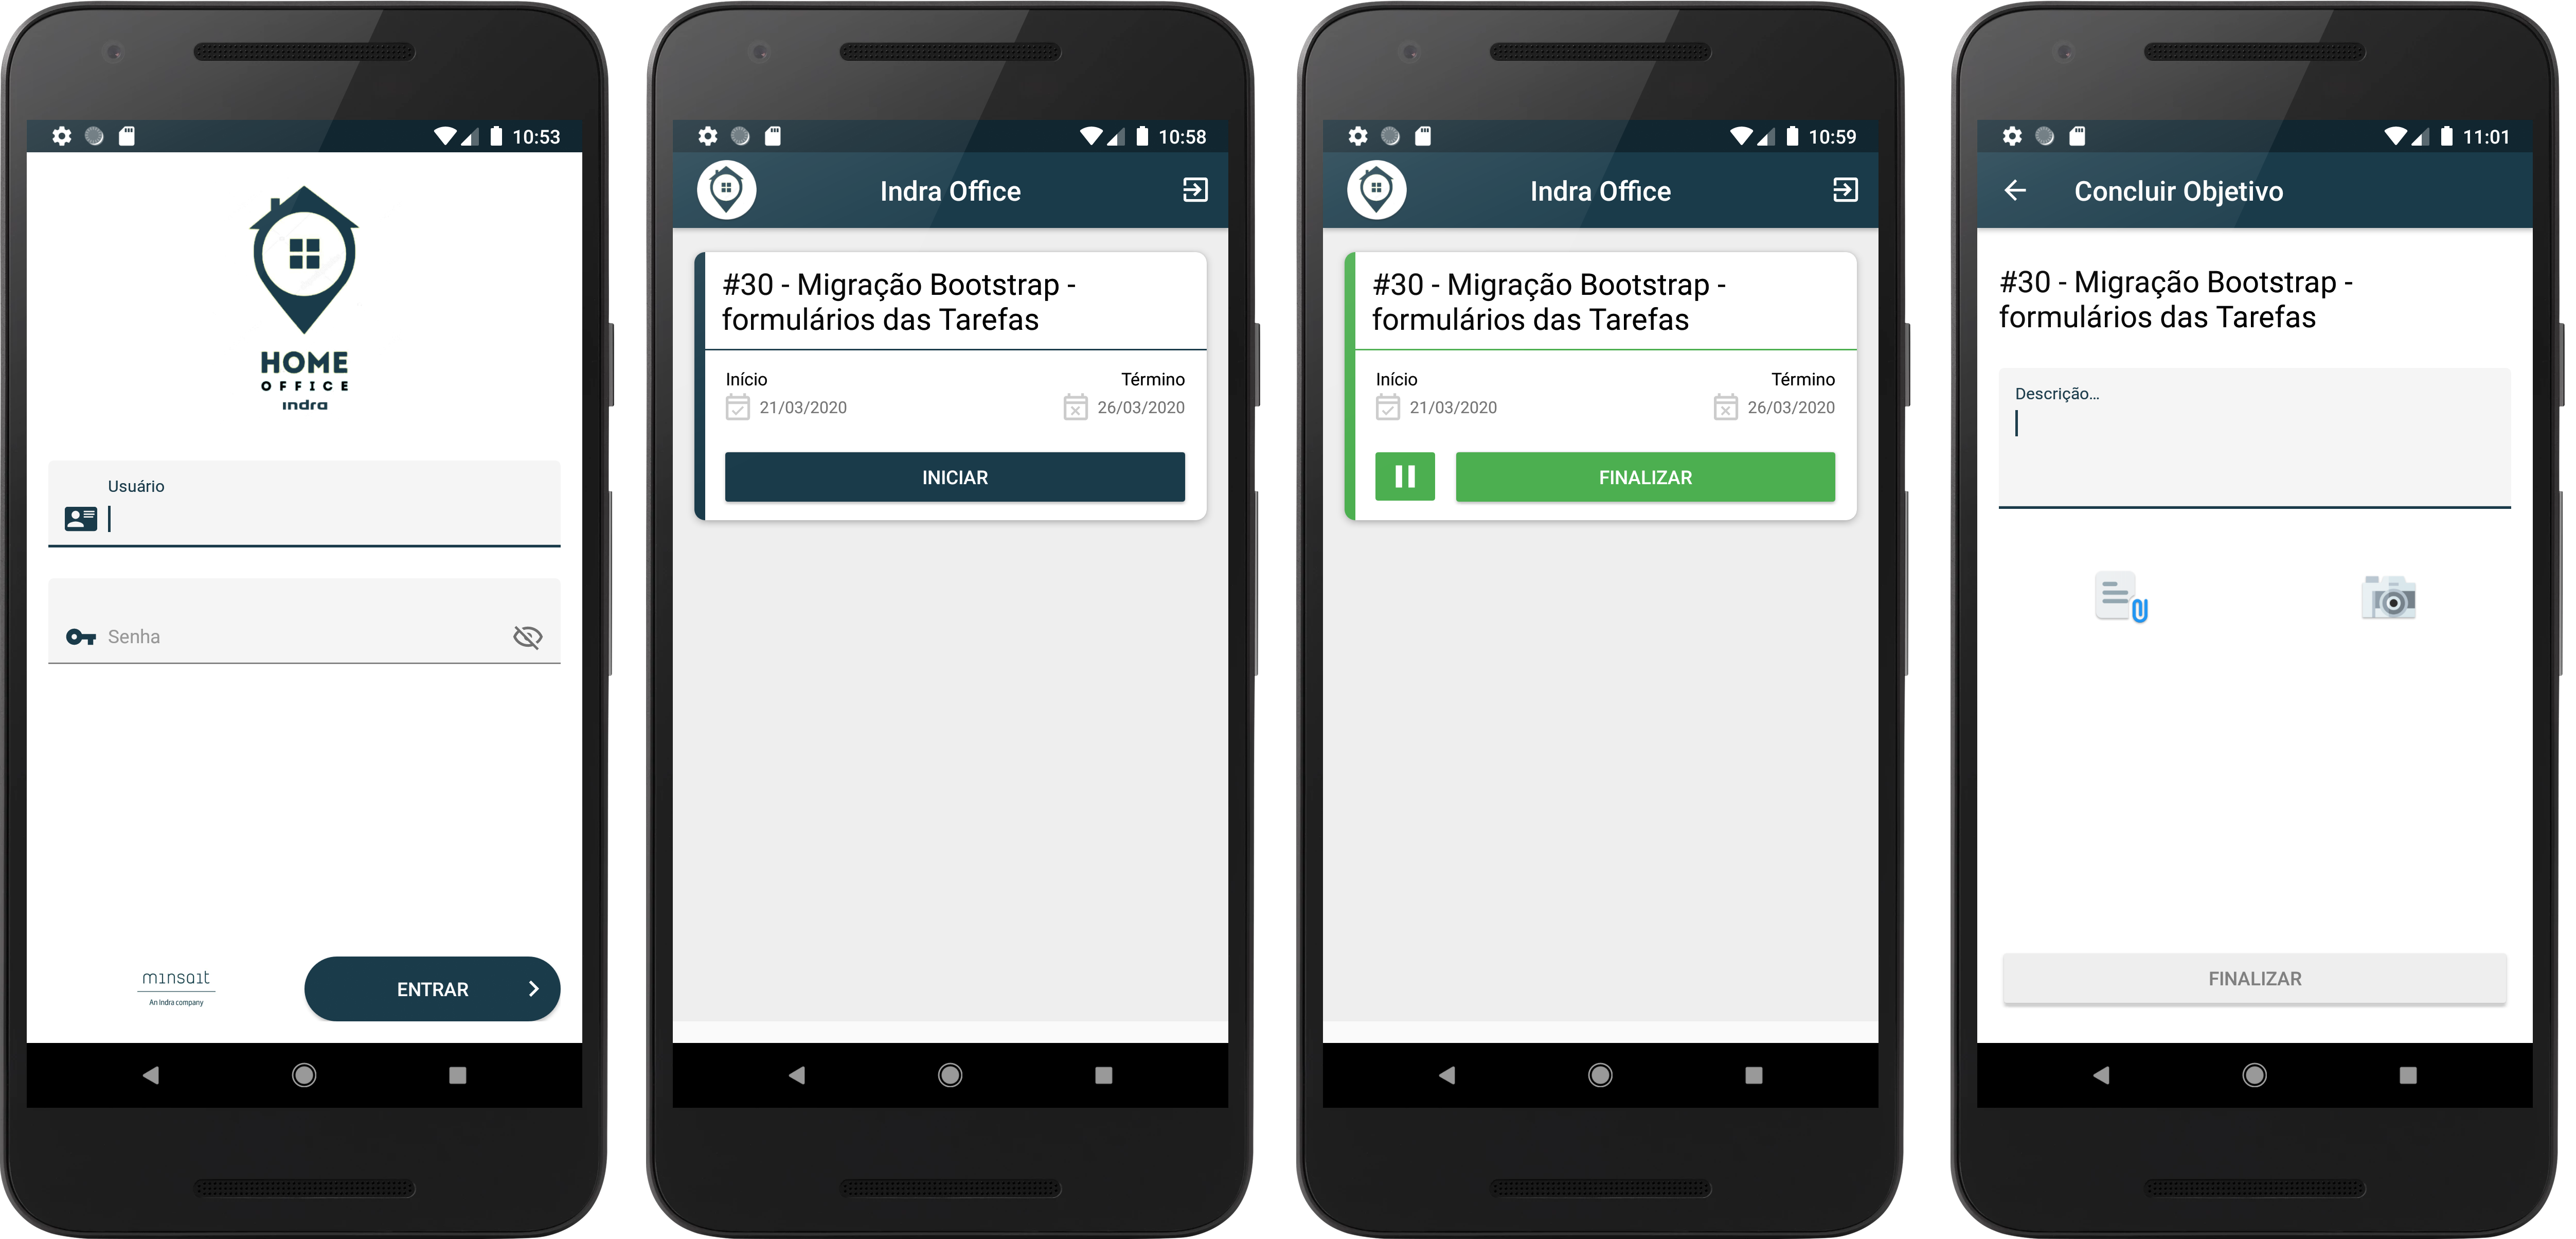 10:53
HOME
OFFICE
indra
Usuário
Senha
minsait
An Indra company
ENTRAR
10:58
Indra Office
#30 - Migração Bootstrap -
formulários das Tarefas
Início
Término
21/03/2020
26/03/2020
INICIAR
10:59
Indra Office
#30 - Migração Bootstrap -
formulários das Tarefas
Início
Término
21/03/2020
26/03/2020
FINALIZAR
11:01
Concluir Objetivo
#30 - Migração Bootstrap -
formulários das Tarefas
Descrição...
FINALIZAR